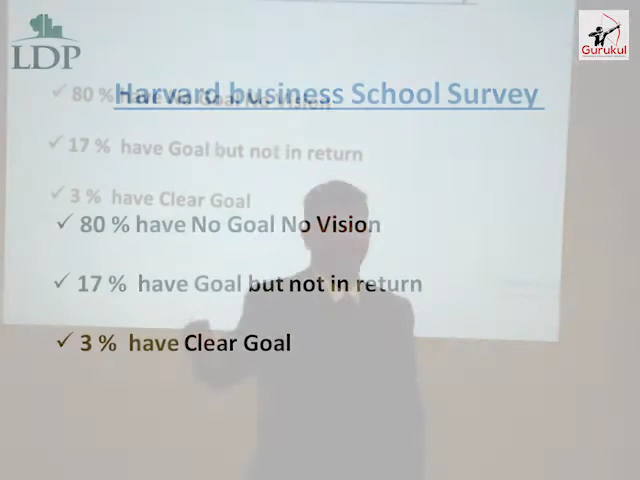 LDP
Gurukul
Harvard business School Survey
80 % have No Goal No Vision
17 % have Goal but not in return
3 % have Clear Goal
80 % have No Goal No Vision
17 % have Goal but not in return
3 % have Clear Goal